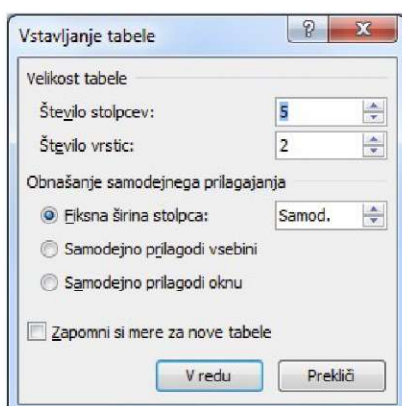 Vstavljanje tabele
Velikost tabele
Število stolpcev: 5
Število vrstic: 2
Obnašanje samodejnega prilagajanja
Fiksna širina stolpca: Samod.
Samodejno prilagodi vsebini
Samodejno prilagodi oknu
Zapomni si mere za nove tabele
V redu Prekliči